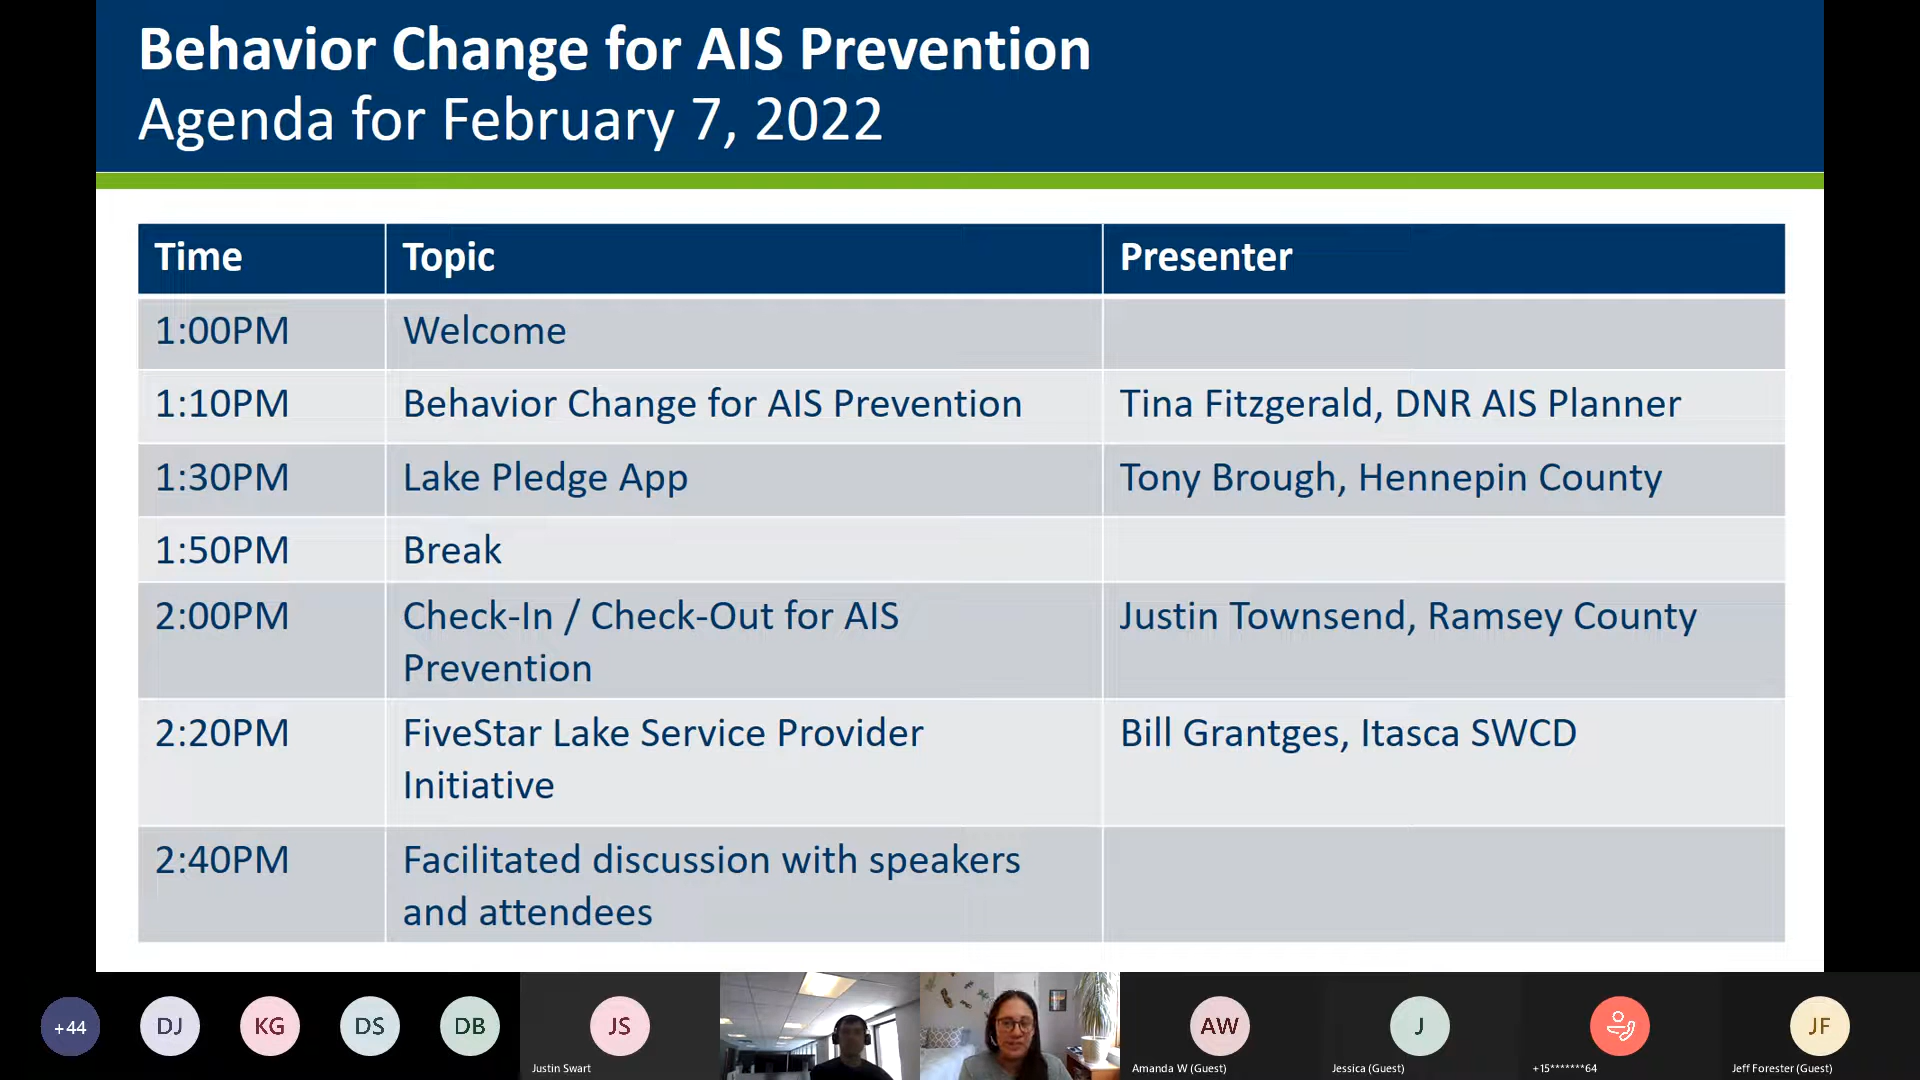 Behavior Change for AIS Prevention
Agenda for February 7, 2022
Time Topic Presenter
1:00PM Welcome
1:10PM Behavior Change for AIS Prevention Tina Fitzgerald, DNR AIS Planner
1:30PM Lake Pledge App Tony Brough, Hennepin County
1:50PM Break
2:00PM Check-In / Check-Out for AIS Justin Townsend, Ramsey County
Prevention
2:20PM FiveStar Lake Service Provider Bill Grantges, Itasca SWCD
Initiative
2:40PM Facilitated discussion with speakers
and attendees
+44 DJ KG DS DB JS AW J JF
Justin Swart Amanda W (Guest) Jessica (Guest) +15*******64 Jeff Forester (Guest)